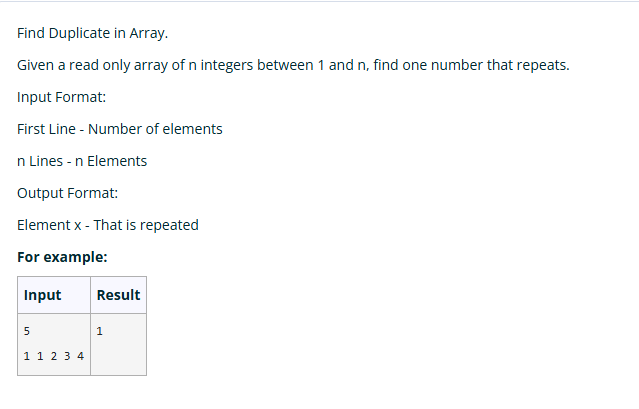 Find Duplicate in Array.
Given a read only array of n integers between 1 and n, find one number that repeats.
Input Format:
First Line - Number of elements
n Lines - n Elements
Output Format:
Element x - That is repeated
For example:
Input Result
5 1
1 1 2 3 4